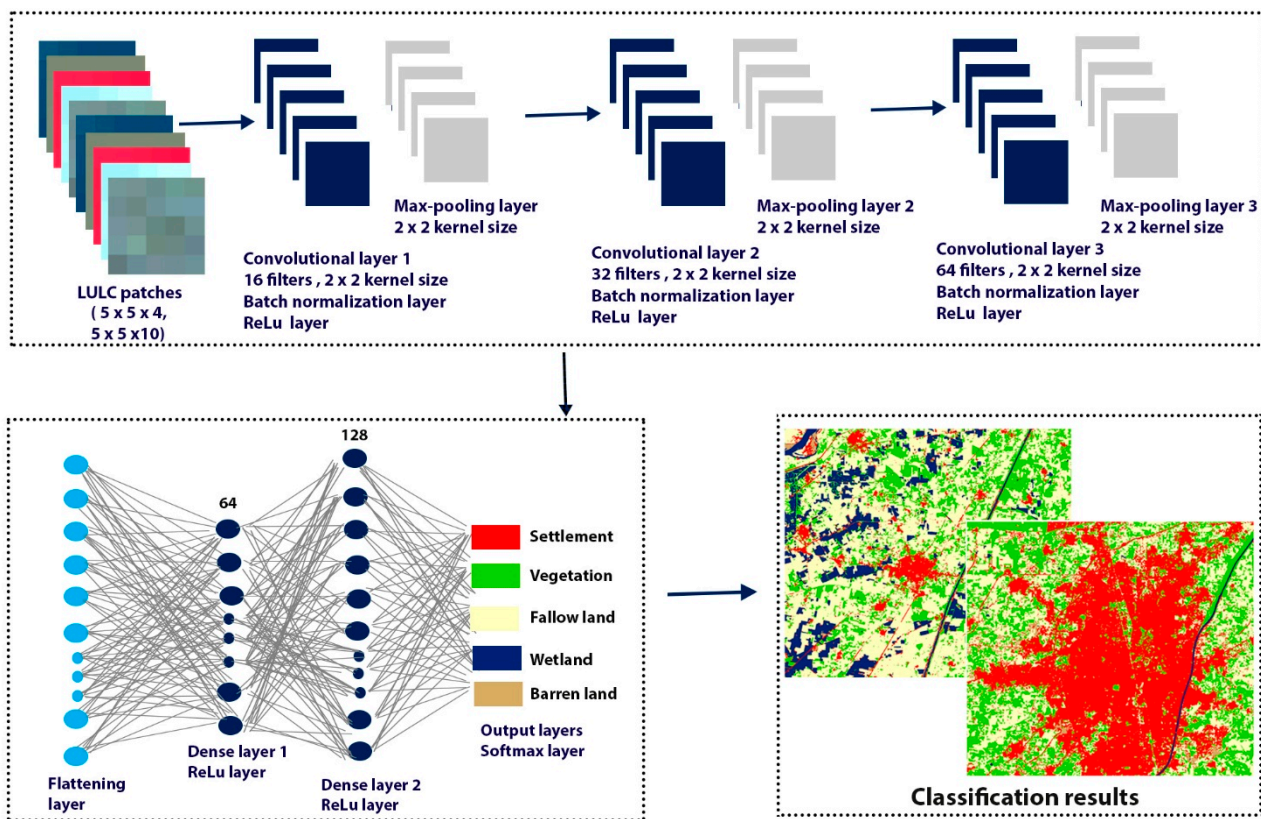 LULC patches
( 5 x 5 x 4,
5 x 5 x10)
Convolutional layer 1
16 filters , 2 x 2 kernel size
Batch normalization layer
ReLu layer
Max-pooling layer
2 x 2 kernel size
Convolutional layer 2
32 filters , 2 x 2 kernel size
Batch normalization layer
ReLu layer
Max-pooling layer 2
2 x 2 kernel size
Convolutional layer 3
64 filters , 2 x 2 kernel size
Batch normalization layer
ReLu layer
Max-pooling layer 3
2 x 2 kernel size
Flattening
layer
64
Dense layer 1
ReLu layer
128
Dense layer 2
ReLu layer
Settlement
Vegetation
Fallow land
Wetland
Barren land
Output layers
Softmax layer
Classification results